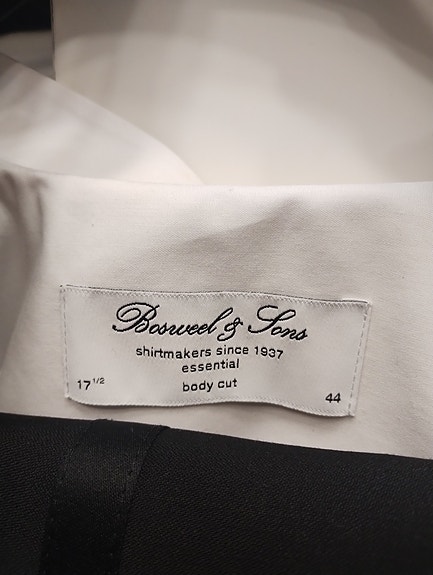 Bosweel & Sons
shirtmakers since 1937
essential
17 1/2 body cut 44